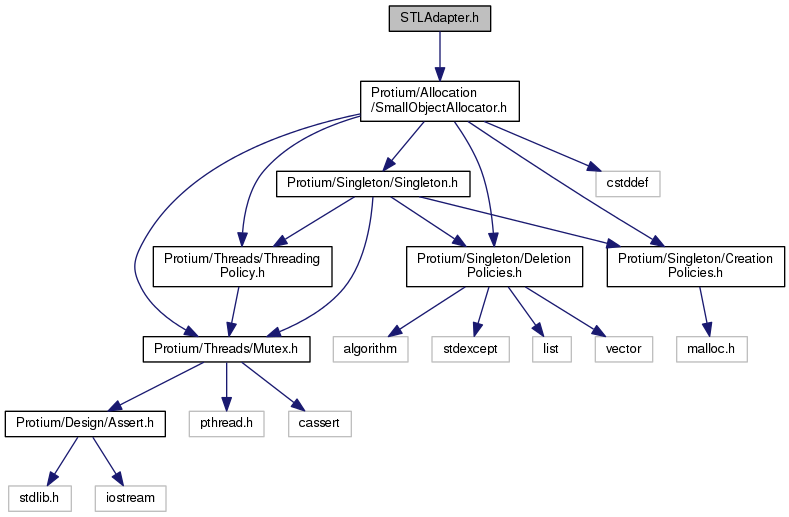 STLAdapter.h
Protium/Allocation
/SmallObjectAllocator.h
Protium/Singleton/Singleton.h
cstddef
Protium/Threads/Threading
Policy.h
Protium/Singleton/Deletion
Policies.h
Protium/Singleton/Creation
Policies.h
Protium/Threads/Mutex.h
algorithm
stdexcept
list
vector
malloc.h
Protium/Design/Assert.h
pthread.h
cassert
stdlib.h
iostream